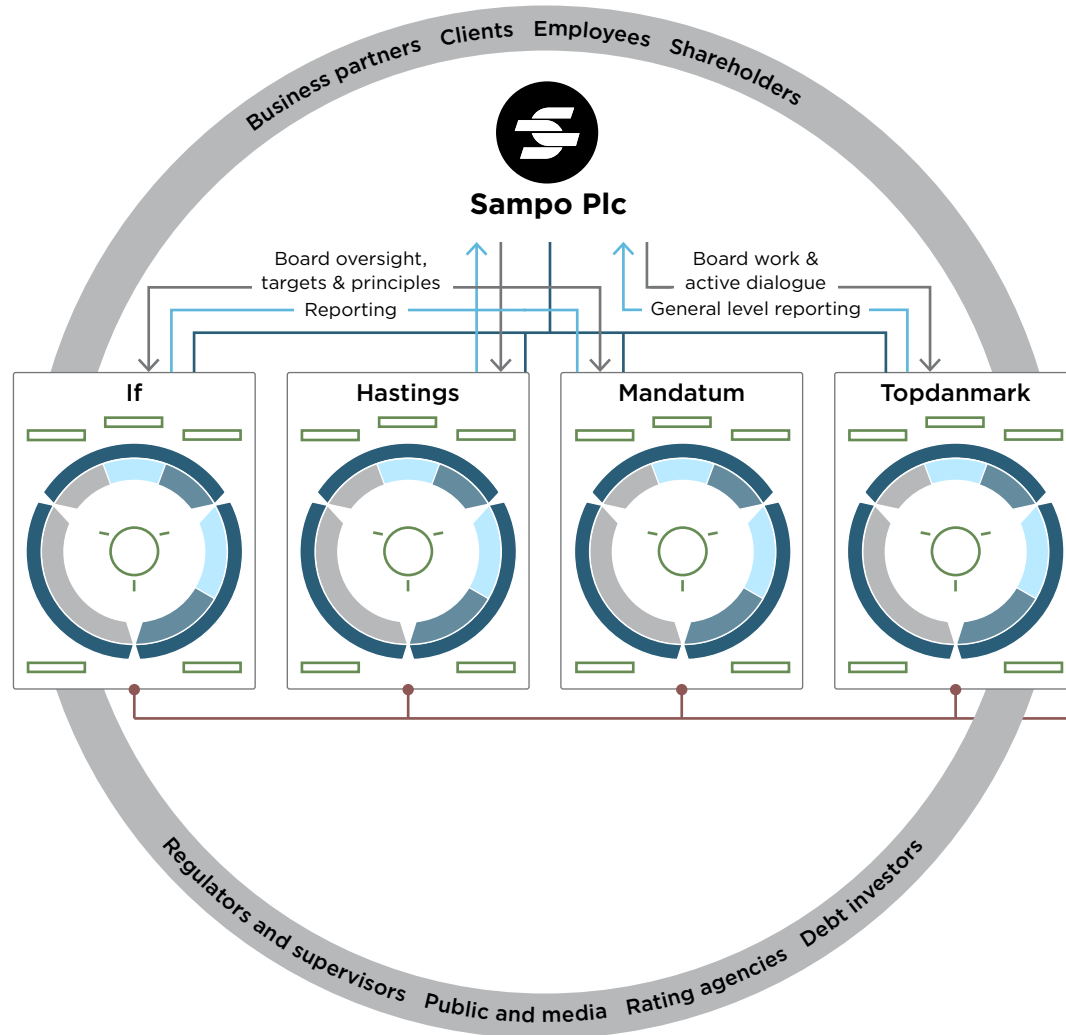 Business partners Clients Employees Shareholders
Sampo Plc
Board oversight,
targets & principles
Reporting
Board work &
active dialogue
General level reporting
If
Hastings
Mandatum
Topdanmark
Regulators and supervisors Public and media Rating agencies Debt investors